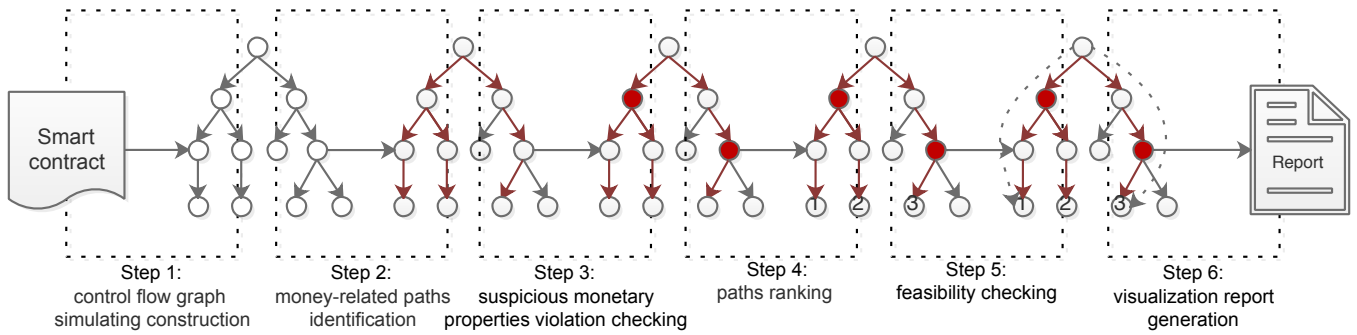 Smart
contract
1
2
3
1
2
3
Report
Step 1:
control flow graph
simulating construction
Step 2:
money-related paths
identification
Step 3:
suspicious monetary
properties violation checking
Step 4:
paths ranking
Step 5:
feasibility checking
Step 6:
visualization report
generation